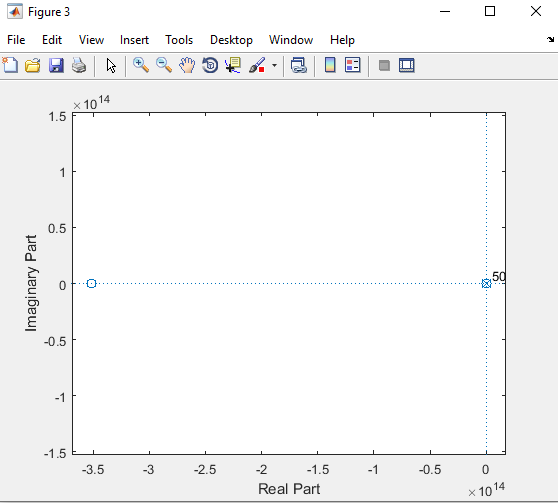 Figure 3
File Edit View Insert Tools Desktop Window Help
×10^14
1.5
1
0.5
0
-0.5
-1
-1.5
Imaginary Part
50
-3.5 -3 -2.5 -2 -1.5 -1 -0.5 0
Real Part
×10^14